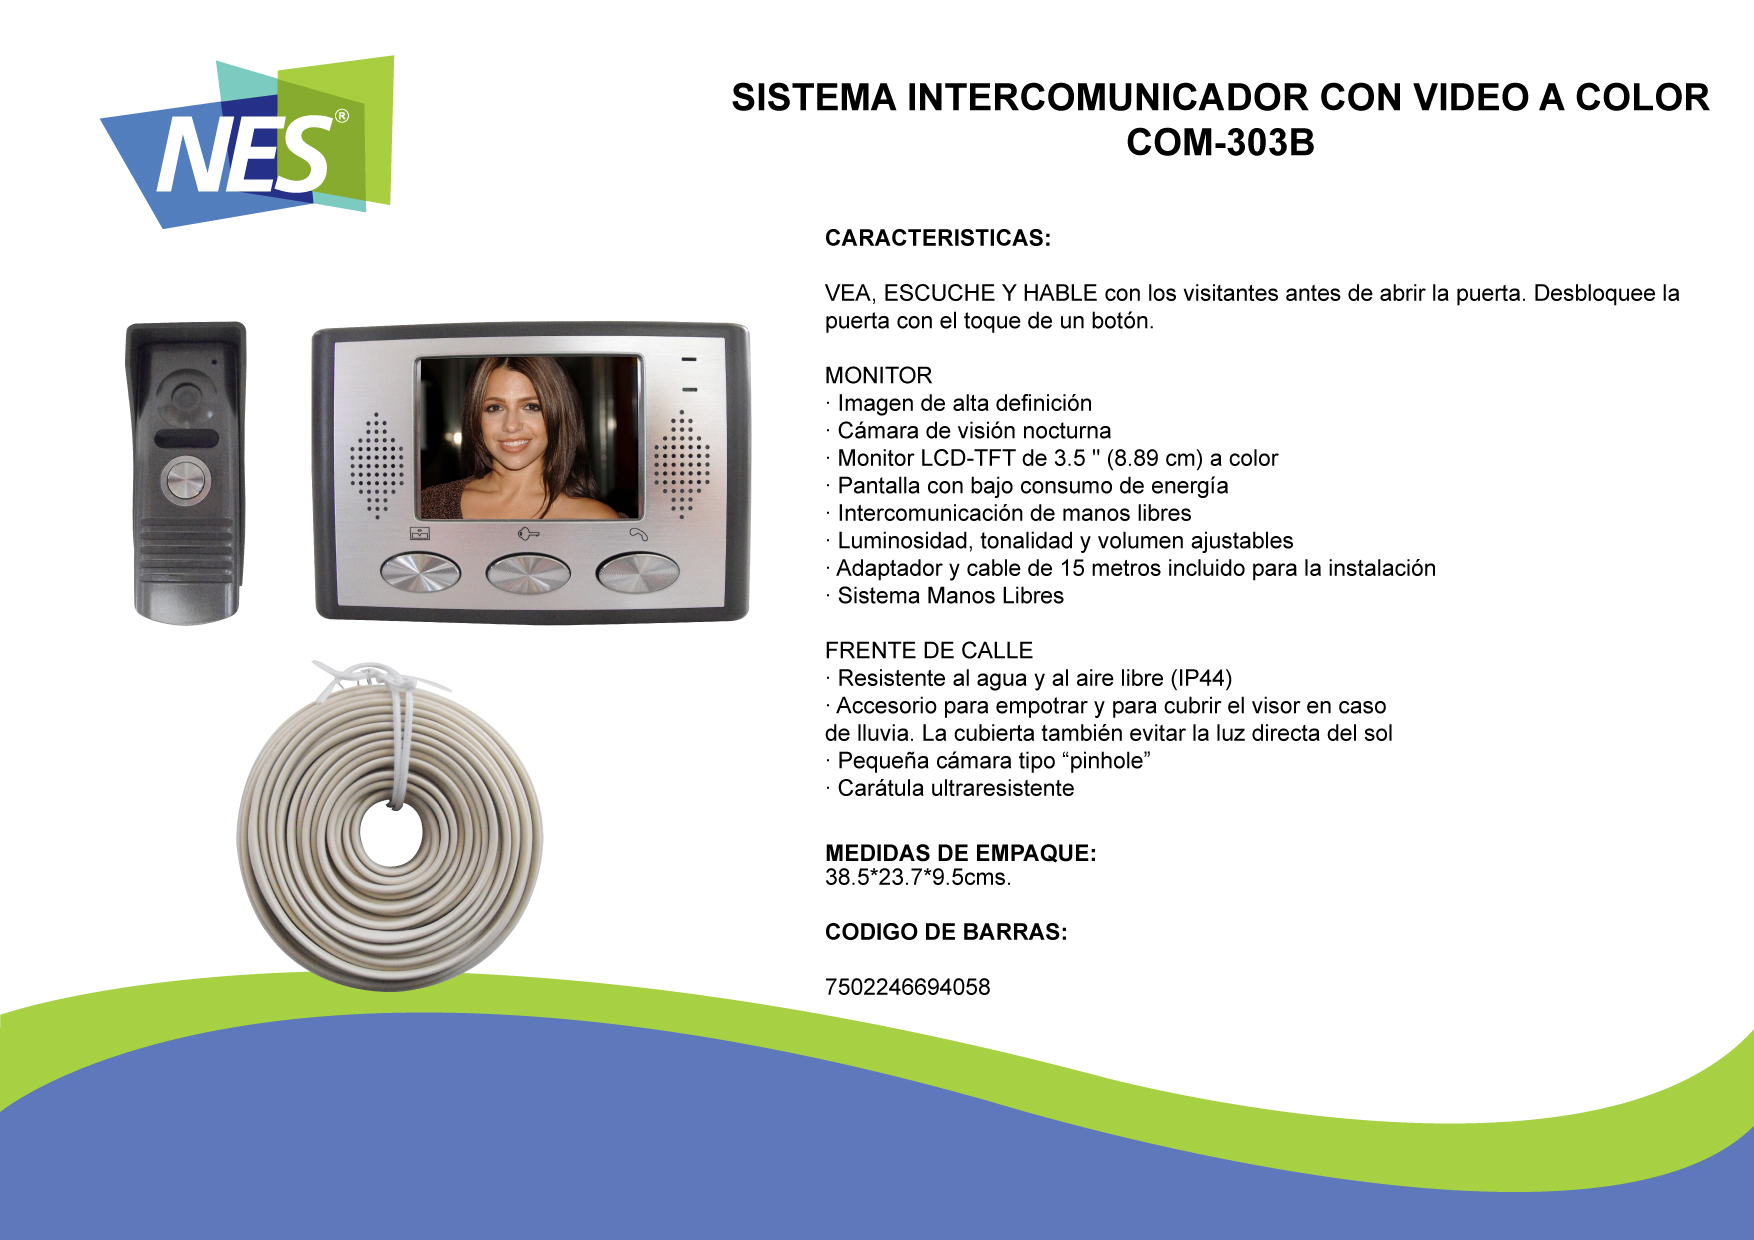 NES®
SISTEMA INTERCOMUNICADOR CON VIDEO A COLOR
COM-303B
CARACTERISTICAS:
VEA, ESCUCHE Y HABLE con los visitantes antes de abrir la puerta. Desbloquee la
puerta con el toque de un botón.
MONITOR
· Imagen de alta definición
· Cámara de visión nocturna
· Monitor LCD-TFT de 3.5 " (8.89 cm) a color
· Pantalla con bajo consumo de energía
· Intercomunicación de manos libres
· Luminosidad, tonalidad y volumen ajustables
· Adaptador y cable de 15 metros incluido para la instalación
· Sistema Manos Libres
FRENTE DE CALLE
· Resistente al agua y al aire libre (IP44)
· Accesorio para empotrar y para cubrir el visor en caso
de lluvia. La cubierta también evitar la luz directa del sol
· Pequeña cámara tipo “pinhole”
· Carátula ultraresistente
MEDIDAS DE EMPAQUE:
38.5*23.7*9.5cms.
CODIGO DE BARRAS:
7502246694058